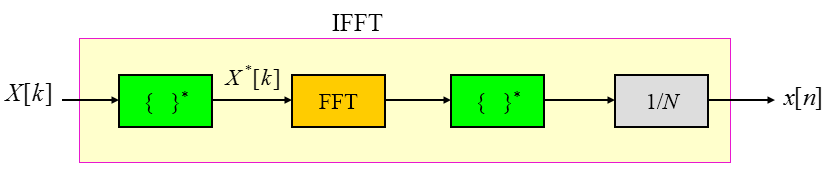 IFFT
X[k]
{ }*
X*[k]
FFT
{ }*
1/N
x[n]